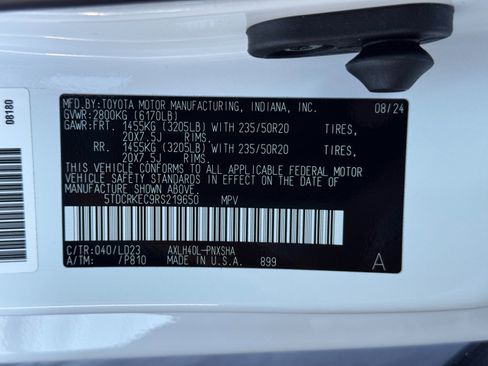 08180
MFD.BY:TOYOTA MOTOR MANUFACTURING, INDIANA, INC. 08/24
GVWR:2800KG (6170LB)
GAWR:FRT. 1455KG (3205LB) WITH 235/50R20 TIRES,
20X7.5J RIMS.
RR. 1455KG (3205LB) WITH 235/50R20 TIRES,
20X7.5J RIMS.
THIS VEHICLE CONFORMS TO ALL APPLICABLE FEDERAL MOTOR
VEHICLE SAFETY STANDARDS IN EFFECT ON THE DATE OF
MANUFACTURE SHOWN ABOVE.
5TDCRKEC9RS219650 MPV
C/TR:040/LD23 AXLH4DL-PNXSHA
A/TM: /P810 MADE IN U.S.A. 899 A